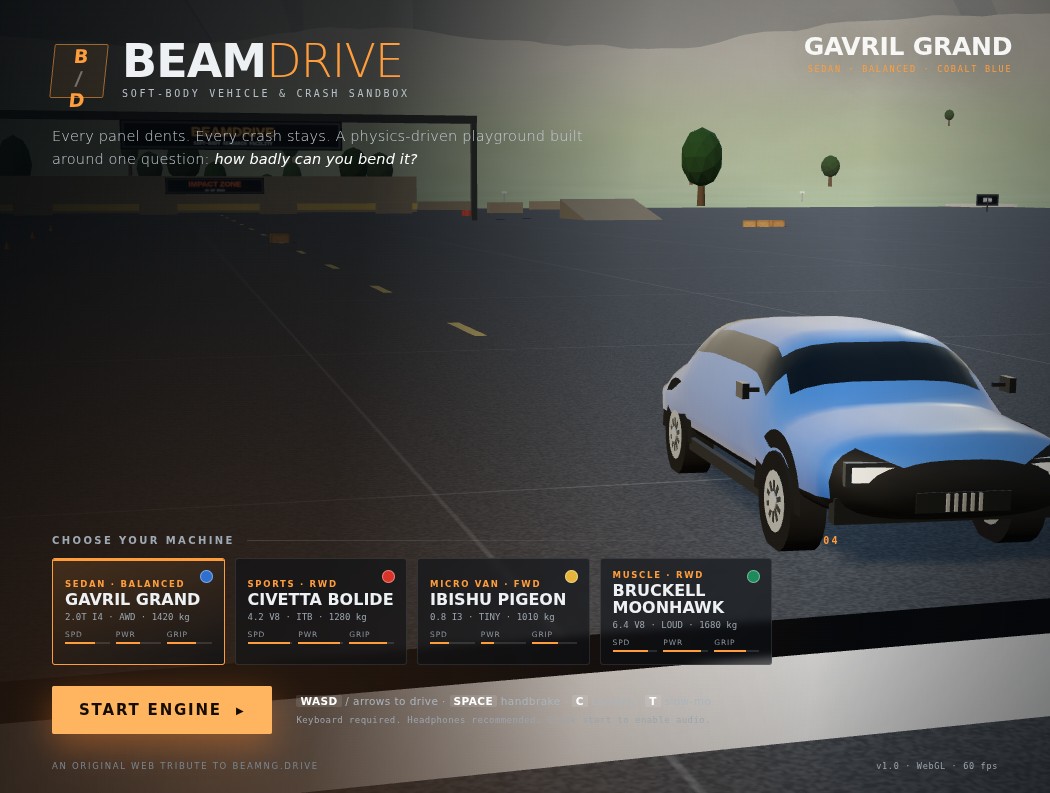 B
/
D
BEAMDRIVE
SOFT-BODY VEHICLE & CRASH SANDBOX
GAVRIL GRAND
SEDAN · BALANCED · COBALT BLUE
BEAMDRIVE
Every panel dents. Every crash stays. A physics-driven playground built
around one question: how badly can you bend it?
IMPACT ZONE
CHOOSE YOUR MACHINE
04
SEDAN · BALANCED
GAVRIL GRAND
2.0T I4 · AWD · 1420 kg
SPD PWR GRIP
SPORTS · RWD
CIVETTA BOLIDE
4.2 V8 · ITB · 1280 kg
SPD PWR GRIP
MICRO VAN · FWD
IBISHU PIGEON
0.8 I3 · TINY · 1010 kg
SPD PWR GRIP
MUSCLE · RWD
BRUCKELL
MOONHAWK
6.4 V8 · LOUD · 1680 kg
SPD PWR GRIP
START ENGINE ▸
WASD / arrows to drive · SPACE handbrake · C T
Keyboard required. Headphones recommended to enable audio.
AN ORIGINAL WEB TRIBUTE TO BEAMNG.DRIVE
v1.0 · WebGL · 60 fps